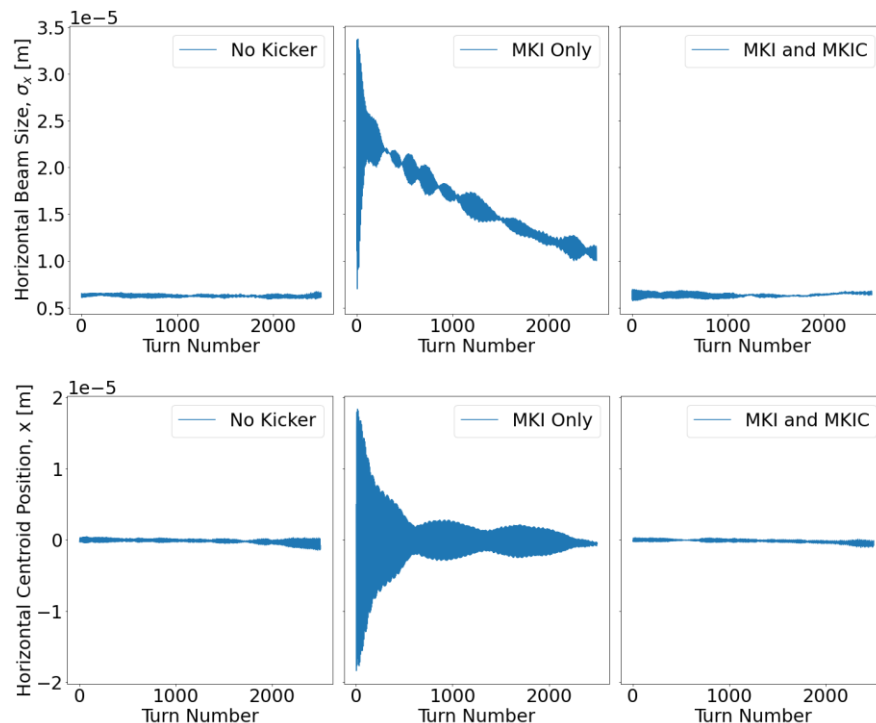 1e−5
Horizontal Beam Size, σx [m]
3.5
3.0
2.5
2.0
1.5
1.0
0.5
No Kicker
MKI Only
MKI and MKIC
0 1000 2000
0 1000 2000
0 1000 2000
Turn Number
Turn Number
Turn Number
1e−5
Horizontal Centroid Position, x [m]
2
1
0
−1
−2
No Kicker
MKI Only
MKI and MKIC
0 1000 2000
0 1000 2000
0 1000 2000
Turn Number
Turn Number
Turn Number